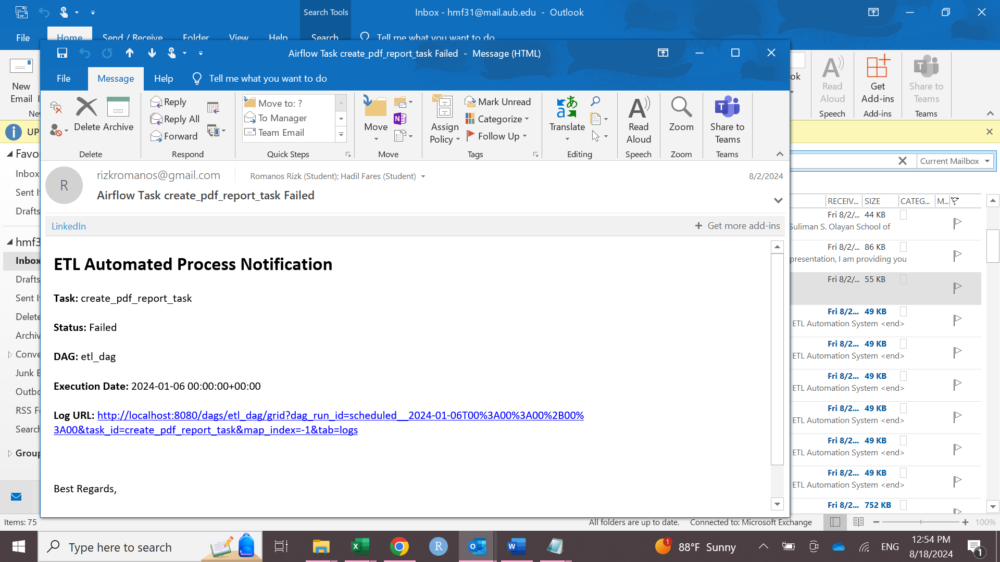 Search Tools
Inbox - hmf31@mail.aub.edu - Outlook
File
Home
Send / Receive
Folder
View
Help
Search
Tell me what you want to do
Airflow Task create_pdf_report_task Failed - Message (HTML)
File
Message
Help
Tell me what you want to do
New
Email
Delete
Archive
Delete
Reply
Reply All
Forward
Respond
Move to: ?
To Manager
Team Email
Quick Steps
Move
Move
Assign
Policy
Mark Unread
Categorize
Follow Up
Tags
Translate
Editing
Read
Aloud
Speech
Zoom
Zoom
Share to
Teams
Teams
ok
Read
Aloud
Speech
Get
Add-ins
Add-ins
Share to
Teams
Teams
UP
Current Mailbox
Favo
Inbox
Sent I
Drafts
hmf3
Inbox
Drafts
Sent I
Delete
Archiv
Conve
Junk E
Outbo
RSS F
Search
Group
R
rizkromanos@gmail.com
Romanos Rizk (Student); Hadil Fares (Student)
8/2/2024
Airflow Task create_pdf_report_task Failed
LinkedIn
Get more add-ins
ETL Automated Process Notification
Task: create_pdf_report_task
Status: Failed
DAG: etl_dag
Execution Date: 2024-01-06 00:00:00+00:00
Log URL: http://localhost:8080/dags/etl_dag/grid?dag_run_id=scheduled__2024-01-06T00%3A00%3A00%2B00%
3A00&task_id=create_pdf_report_task&map_index=-1&tab=logs
Best Regards,
RECEIV... SIZE CATEG... M...
Fri 8/2/... 44 KB
Suliman S. Olayan School of
Fri 8/2/... 86 KB
presentation, I am providing you
Fri 8/2/... 55 KB
Fri 8/2... 49 KB
ETL Automation System <end>
Fri 8/2... 49 KB
ETL Automation System <end>
Fri 8/2... 49 KB
ETL Automation System <end>
Fri 8/2... 49 KB
ETL Automation System <end>
Fri 8/2... 49 KB
ETL Automation System <end>
Fri 8/2... 49 KB
ETL Automation System <end>
Fri 8/2... 752 KB
Items: 75
All folders are up to date.
Connected to: Microsoft Exchange
100%
Type here to search
1
88°F Sunny
ENG
12:54 PM
8/18/2024
1